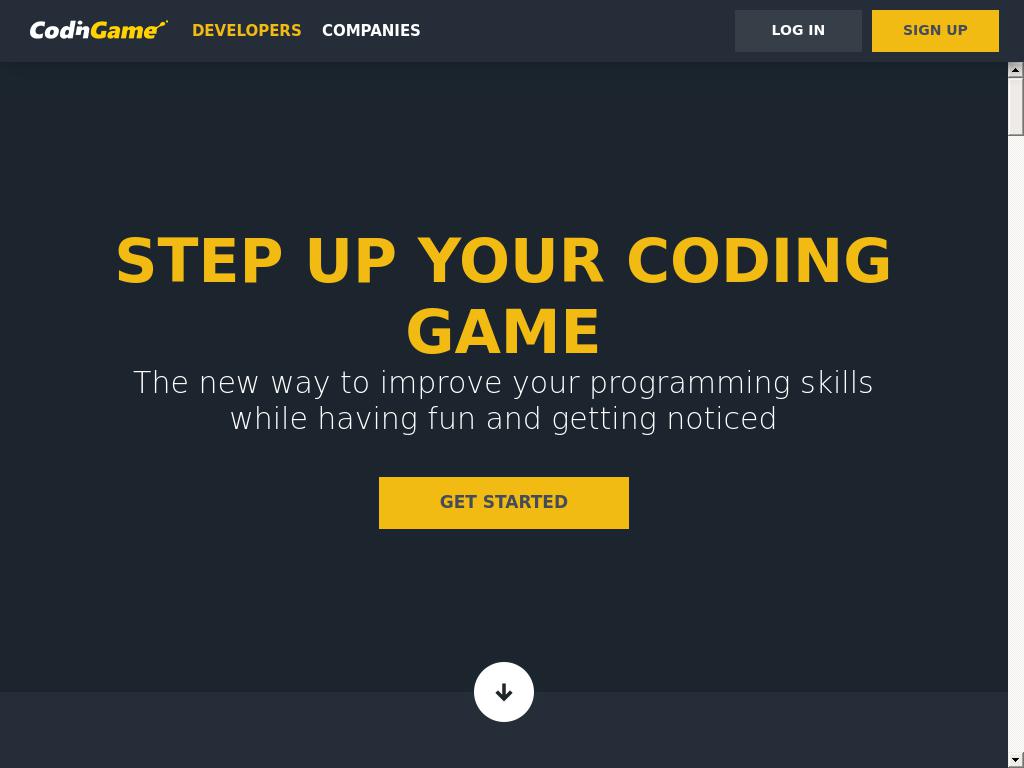 CodinGame DEVELOPERS COMPANIES LOG IN SIGN UP
STEP UP YOUR CODING
GAME
The new way to improve your programming skills
while having fun and getting noticed
GET STARTED